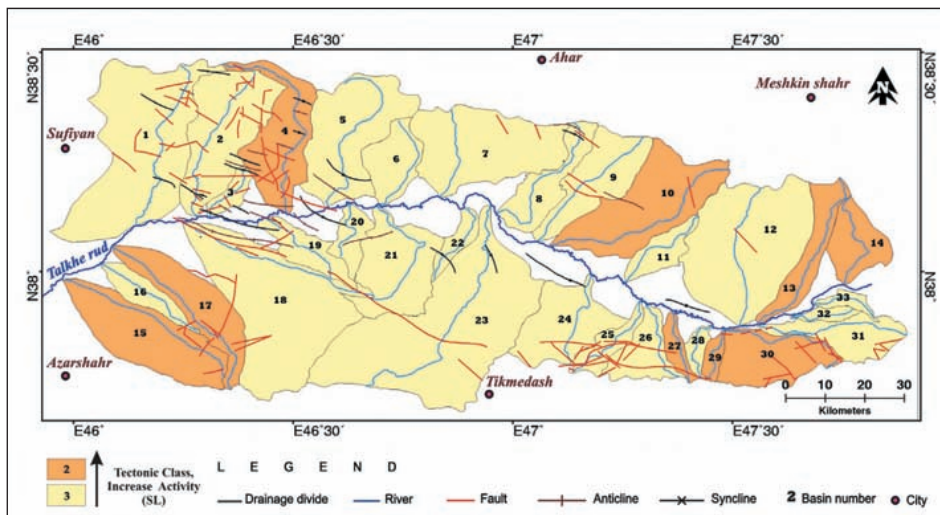 E46° E46°30´ E47° E47°30´
N38°30´ N38°30´
Ahar
Meshkin shahr
Sufiyan
1 2 3 4 5 6 7 8 9 10
11 12 13 14
Talkhe rud
N38° N38°
15 16 17 18 19 20 21 22 23 24
25 26 27 28 29 30 31 32 33
Azarshahr
Tikmedash
0 10 20 30
Kilometers
E46° E46°30´ E47° E47°30´
2
3
Tectonic Class,
Increase Activity
(SL)
L E G E N D
Drainage divide River Fault Anticline Syncline 2 Basin number City